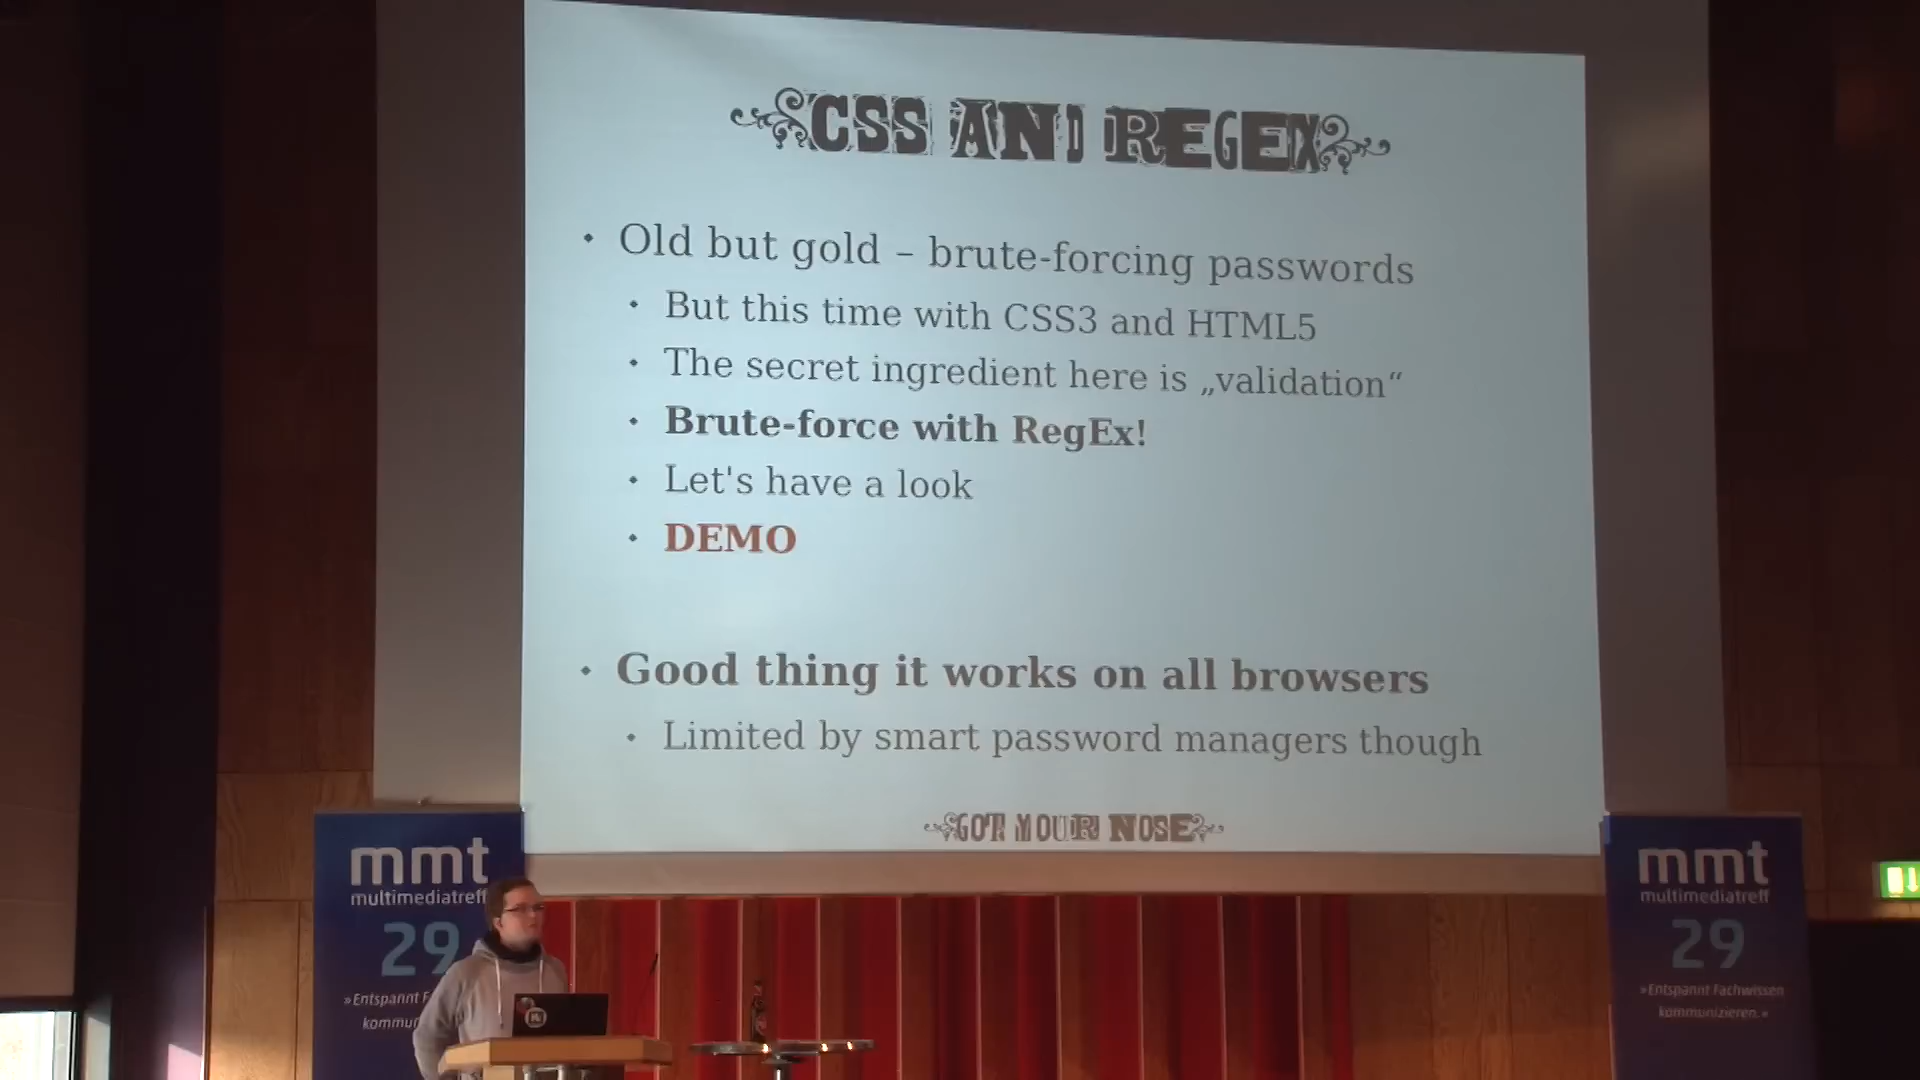 CSS AND REGEX
• Old but gold – brute-forcing passwords
• But this time with CSS3 and HTML5
• The secret ingredient here is „validation“
• Brute-force with RegEx!
• Let's have a look
• DEMO
• Good thing it works on all browsers
• Limited by smart password managers though
GOT YOUR NOSE
mmt
multimediatreff
29
»Entspannt F
kommun
mmt
multimediatreff
29
»Entspannt Fachwissen
kommunizieren.«